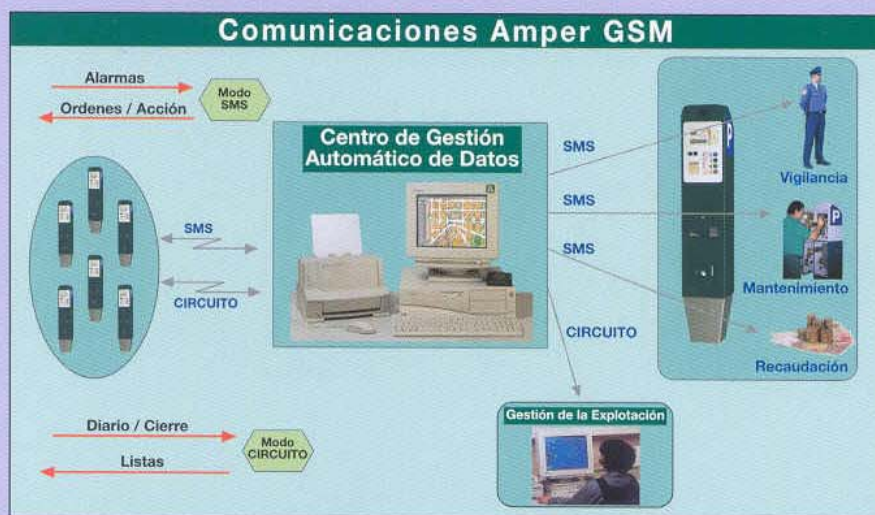 Comunicaciones Amper GSM
Alarmas
Ordenes / Acción
Modo
SMS
Centro de Gestión
Automático de Datos
SMS
SMS
SMS
CIRCUITO
SMS
CIRCUITO
Vigilancia
Mantenimiento
Recaudación
P
P
Diario / Cierre
Listas
Modo
CIRCUITO
Gestión de la Explotación